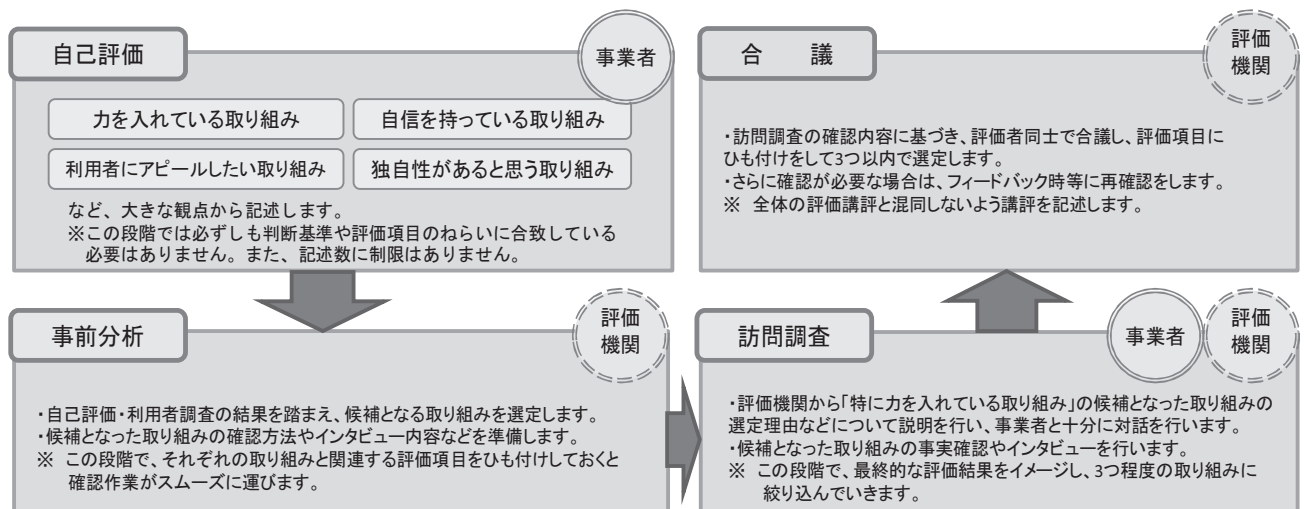 自己評価
事業者
力を入れている取り組み
自信を持っている取り組み
利用者にアピールしたい取り組み
独自性があると思う取り組み
など、大きな観点から記述します。
※この段階では必ずしも判断基準や評価項目のねらいに合致している
必要はありません。また、記述数に制限はありません。
事前分析
評価
機関
・自己評価・利用者調査の結果を踏まえ、候補となる取り組みを選定します。
・候補となった取り組みの確認方法やインタビュー内容などを準備します。
※ この段階で、それぞれの取り組みと関連する評価項目をひも付けしておくと
確認作業がスムーズに運びます。
訪問調査
事業者
評価
機関
・評価機関から「特に力を入れている取り組み」の候補となった取り組みの
選定理由などについて説明を行い、事業者と十分に対話を行います。
・候補となった取り組みの事実確認やインタビューを行います。
※ この段階で、最終的な評価結果をイメージし、3つ程度の取り組みに
絞り込んでいきます。
合 議
評価
機関
・訪問調査の確認内容に基づき、評価者同士で合議し、評価項目に
ひも付けをして3つ以内で選定します。
・さらに確認が必要な場合は、フィードバック時等に再確認をします。
※ 全体の評価講評と混同しないよう講評を記述します。